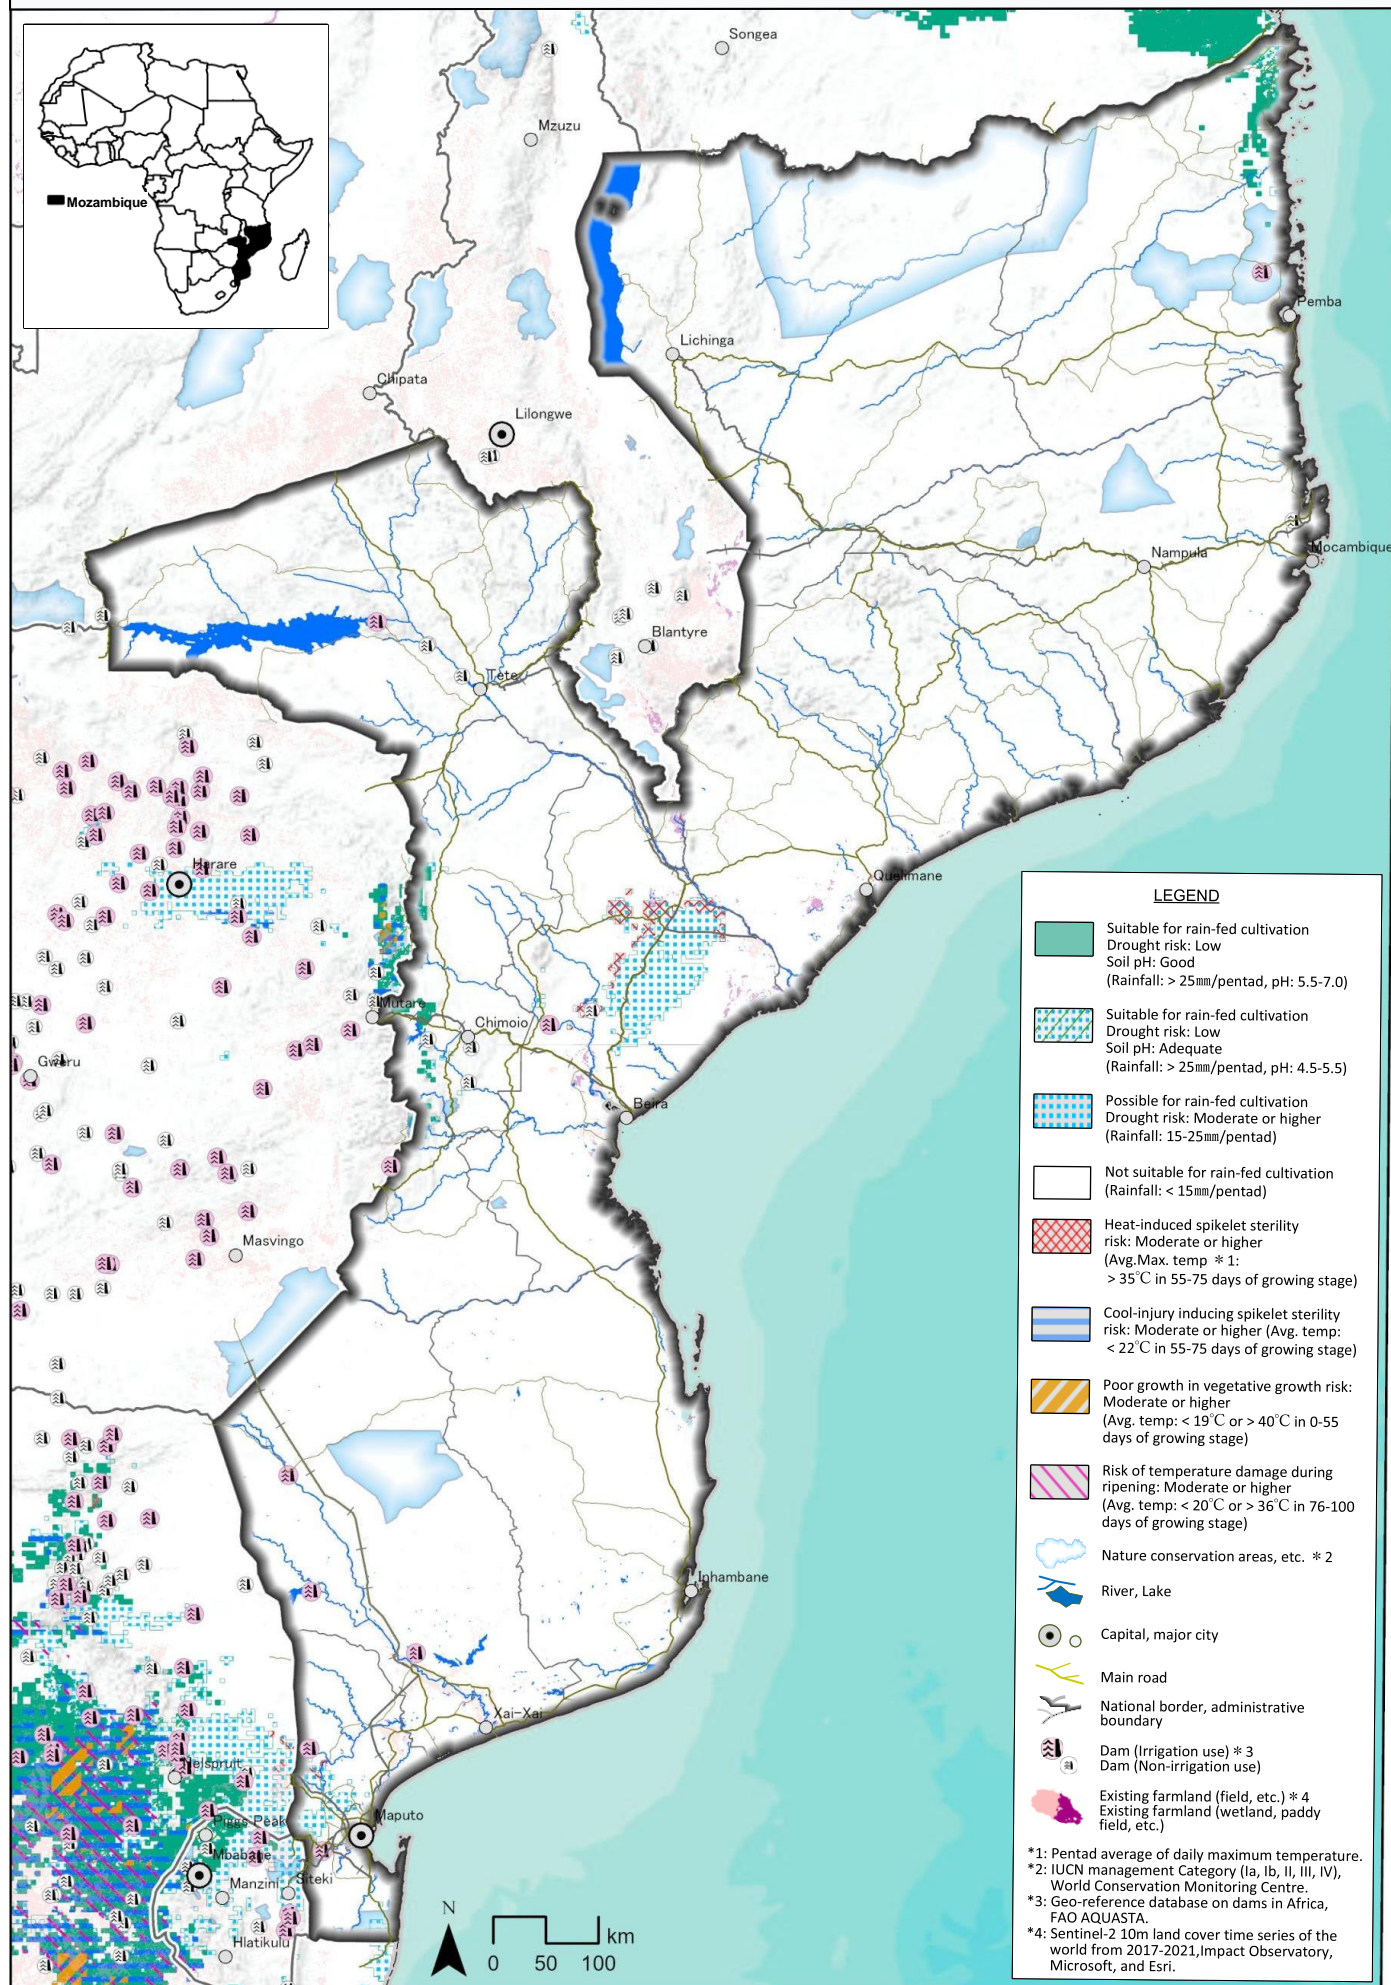 Mozambique
Songea
Mzuzu
Pemba
Lichinga
Chipata
Lilongwe
Nampula
Mocambique
Blantyre
Tete
Harare
Quelimane
Mutare
Chimoio
Gweru
Beira
Masvingo
Inhambane
Xai-Xai
Nelspruit
Maputo
Piggs Peak
Mbabane
Manzini
Siteki
Hlatikulu
N
0 50 100
km
LEGEND
Suitable for rain-fed cultivation
Drought risk: Low
Soil pH: Good
(Rainfall: > 25㎜/pentad, pH: 5.5-7.0)
Suitable for rain-fed cultivation
Drought risk: Low
Soil pH: Adequate
(Rainfall: > 25㎜/pentad, pH: 4.5-5.5)
Possible for rain-fed cultivation
Drought risk: Moderate or higher
(Rainfall: 15-25㎜/pentad)
Not suitable for rain-fed cultivation
(Rainfall: < 15㎜/pentad)
Heat-induced spikelet sterility
risk: Moderate or higher
(Avg.Max. temp ＊1:
> 35℃ in 55-75 days of growing stage)
Cool-injury inducing spikelet sterility
risk: Moderate or higher (Avg. temp:
< 22℃ in 55-75 days of growing stage)
Poor growth in vegetative growth risk:
Moderate or higher
(Avg. temp: < 19℃ or > 40℃ in 0-55
days of growing stage)
Risk of temperature damage during
ripening: Moderate or higher
(Avg. temp: < 20℃ or > 36℃ in 76-100
days of growing stage)
Nature conservation areas, etc. ＊2
River, Lake
Capital, major city
Main road
National border, administrative
boundary
Dam (Irrigation use)＊3
Dam (Non-irrigation use)
Existing farmland (field, etc.)＊4
Existing farmland (wetland, paddy
field, etc.)
*1: Pentad average of daily maximum temperature.
*2: IUCN management Category (Ia, Ib, II, III, IV),
World Conservation Monitoring Centre.
*3: Geo-reference database on dams in Africa,
FAO AQUASTA.
*4: Sentinel-2 10m land cover time series of the
world from 2017-2021,Impact Observatory,
Microsoft, and Esri.